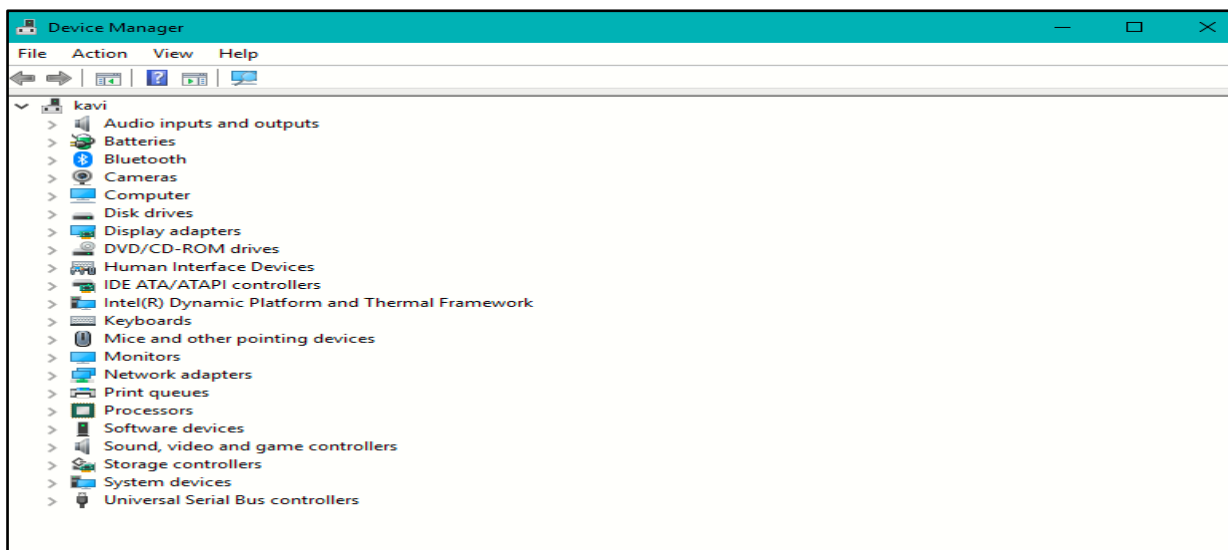 Device Manager
File Action View Help
kavi
Audio inputs and outputs
Batteries
Bluetooth
Cameras
Computer
Disk drives
Display adapters
DVD/CD-ROM drives
Human Interface Devices
IDE ATA/ATAPI controllers
Intel(R) Dynamic Platform and Thermal Framework
Keyboards
Mice and other pointing devices
Monitors
Network adapters
Print queues
Processors
Software devices
Sound, video and game controllers
Storage controllers
System devices
Universal Serial Bus controllers